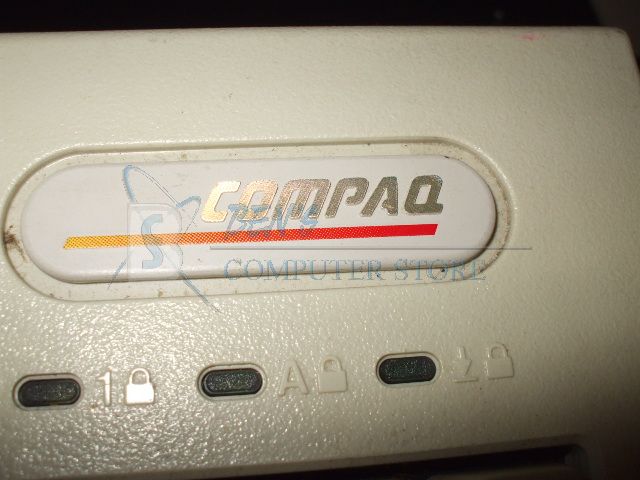 COMPAQ
S BEN'S
COMPUTER STORE
1 A